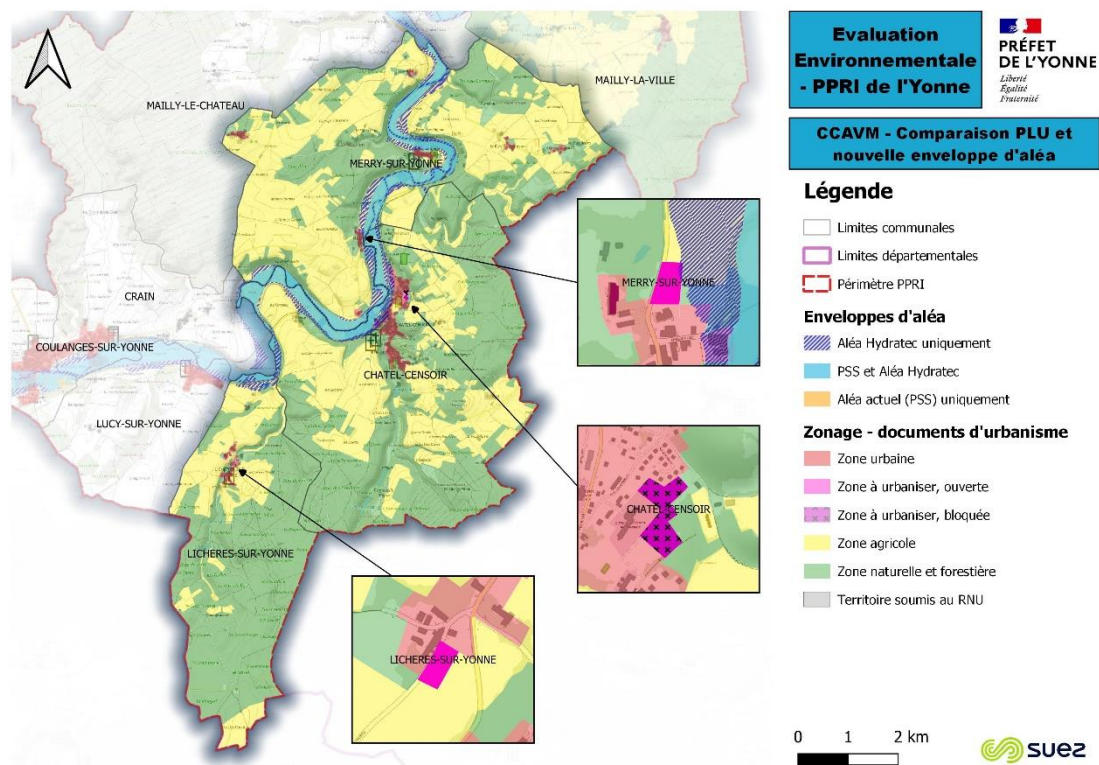 Evaluation
Environnementale
- PPRI de l'Yonne
PRÉFET
DE L'YONNE
Liberté
Égalité
Fraternité
CCAVM - Comparaison PLU et
nouvelle enveloppe d'aléa
Légende
Limites communales
Limites départementales
Périmètre PPRI
Enveloppes d'aléa
Aléa Hydratec uniquement
PSS et Aléa Hydratec
Aléa actuel (PSS) uniquement
Zonage - documents d'urbanisme
Zone urbaine
Zone à urbaniser, ouverte
Zone à urbaniser, bloquée
Zone agricole
Zone naturelle et forestière
Territoire soumis au RNU
0 1 2 km
suez
MAILLY-LA-VILLE
MAILLY-LE-CHATEAU
MERRY-SUR-YONNE
MERRY-SUR-YONNE
CRAIN
COULANGES-SUR-YONNE
CHATEL-CENSOIR
LUCY-SUR-YONNE
CHATEL-CENSOIR
LICHERES-SUR-YONNE
LICHERES-SUR-YONNE